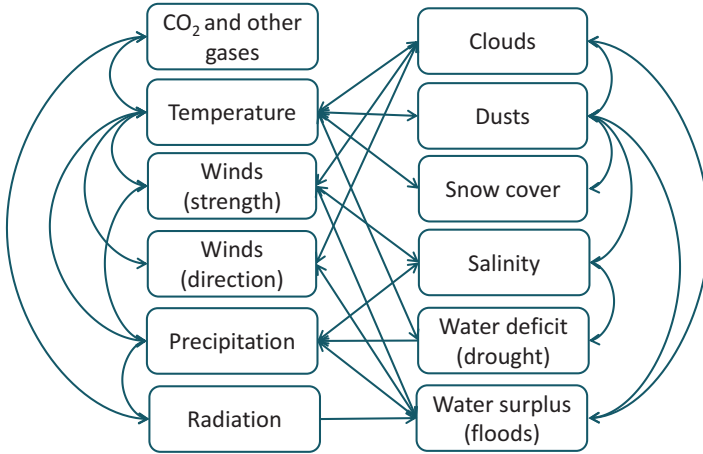 CO₂ and other
gases
Temperature
Winds
(strength)
Winds
(direction)
Precipitation
Radiation
Clouds
Dusts
Snow cover
Salinity
Water deficit
(drought)
Water surplus
(floods)